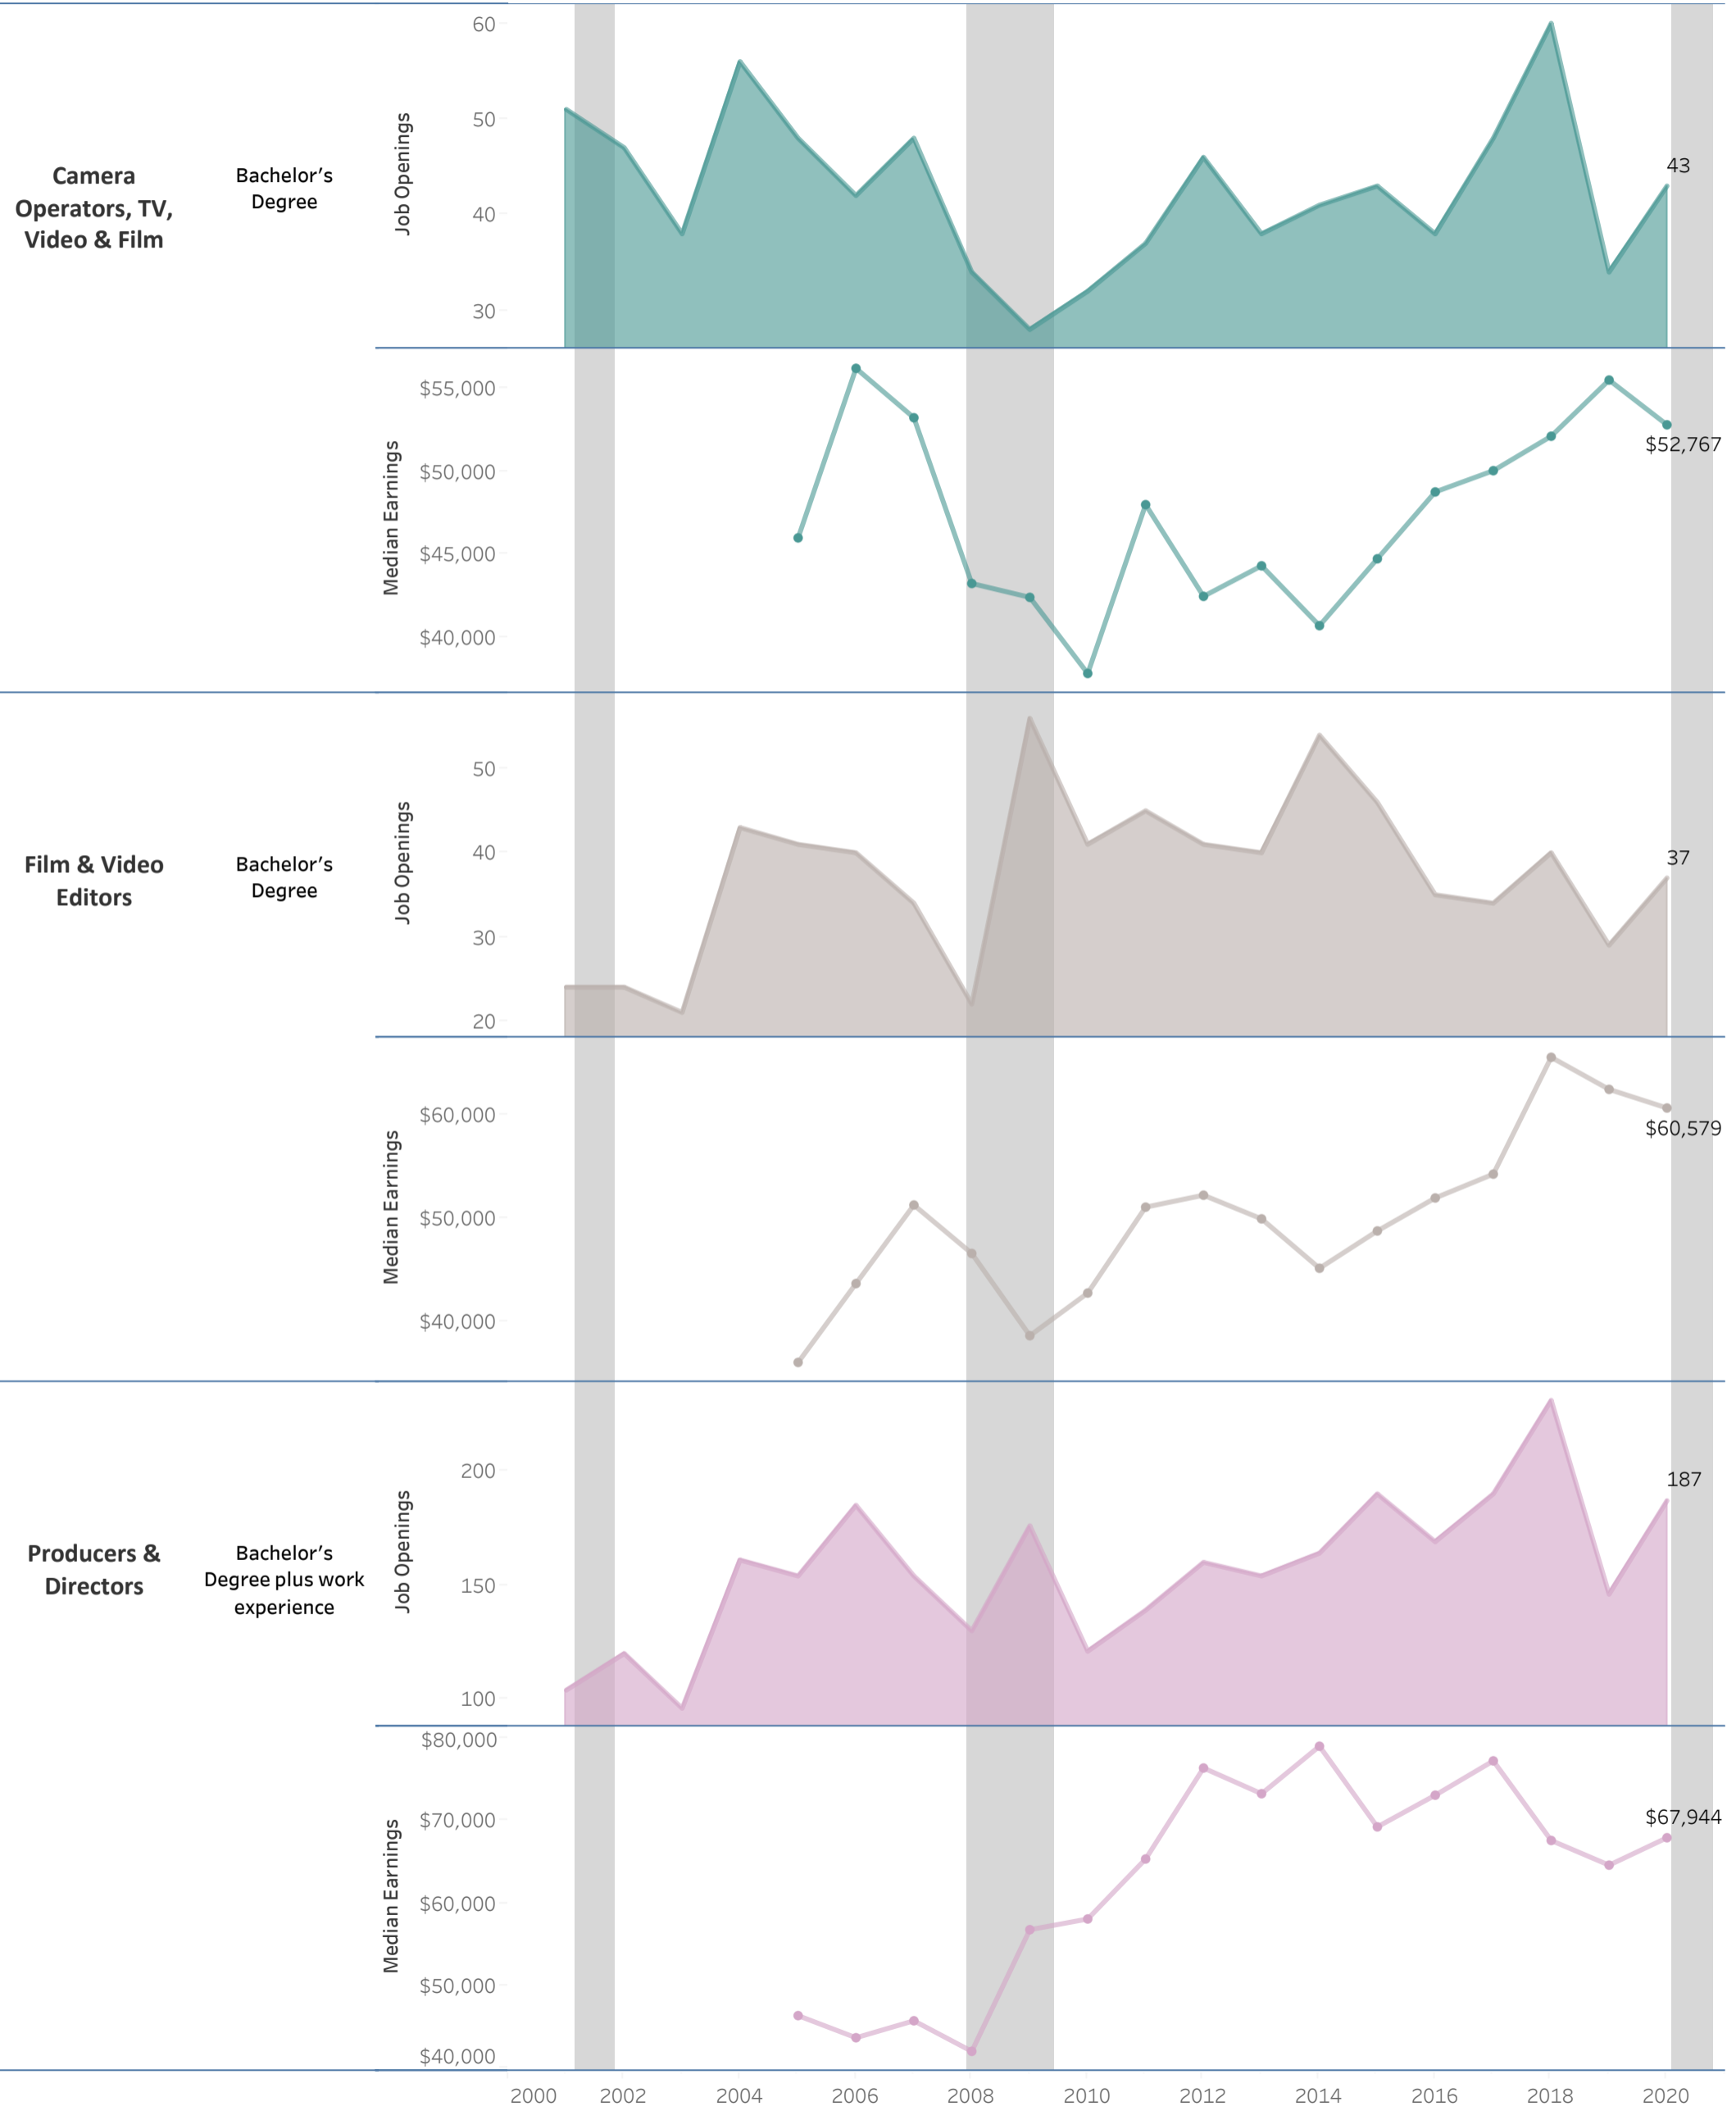 Camera
Operators, TV,
Video & Film
Bachelor's
Degree
Job Openings
60
50
40
30
43
Median Earnings
$55,000
$50,000
$45,000
$40,000
$52,767
Film & Video
Editors
Bachelor's
Degree
Job Openings
50
40
30
20
37
Median Earnings
$60,000
$50,000
$40,000
$60,579
Producers &
Directors
Bachelor's
Degree plus work
experience
Job Openings
200
150
100
187
Median Earnings
$80,000
$70,000
$60,000
$50,000
$40,000
$67,944
2000 2002 2004 2006 2008 2010 2012 2014 2016 2018 2020